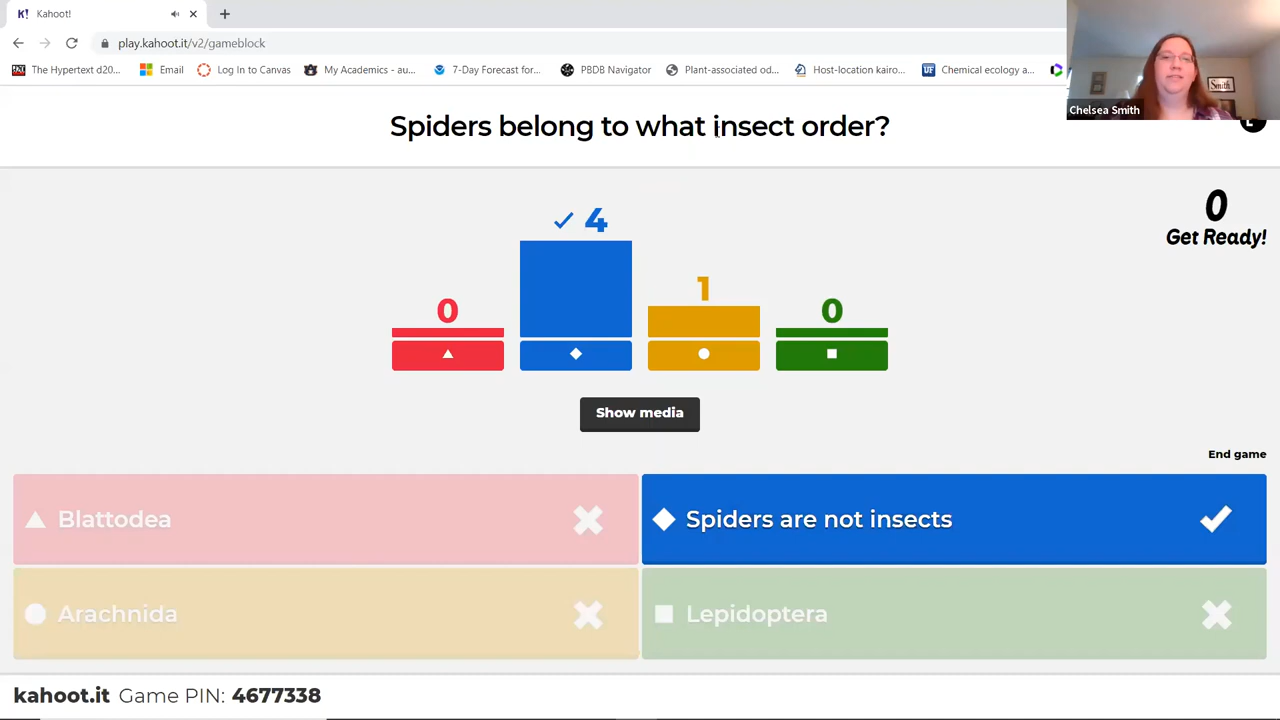 K! Kahoot!
play.kahoot.it/v2/gameblock
The Hypertext d20...
Email
Log In to Canvas
My Academics - au...
7-Day Forecast for...
PBDB Navigator
Plant-associated od...
Host-location kairo...
UF
Chemical ecology a...
Smith
Chelsea Smith
Spiders belong to what insect order?
0
Get Ready!
4
0
1
0
Show media
End game
Blattodea
Spiders are not insects
Arachnida
Lepidoptera
kahoot.it Game PIN: 4677338